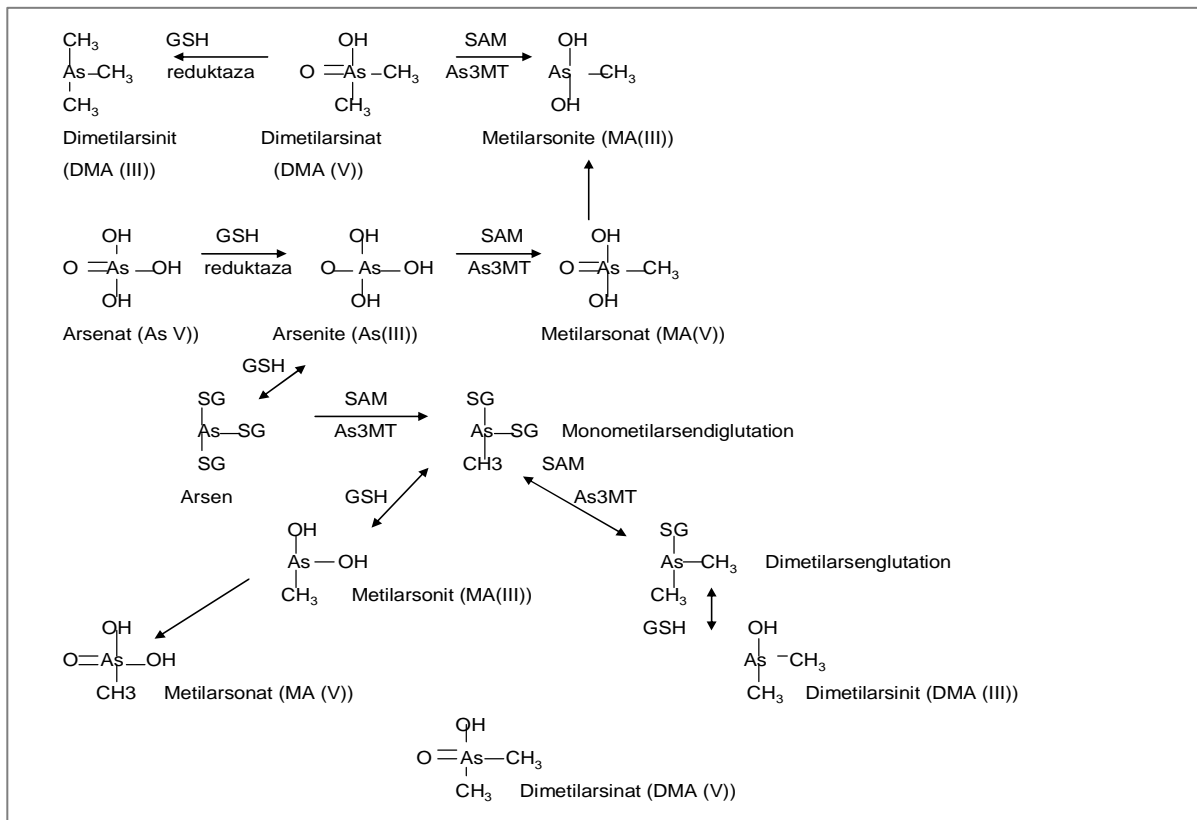 CH₃ GSH OH SAM OH
As—CH₃ reduktaza O =As—CH₃ As3MT As —CH₃
CH₃ CH₃ OH
Dimetilarsinit Dimetilarsinat Metilarsonite (MA(III))
(DMA (III)) (DMA (V))
OH GSH OH SAM OH
O =As—OH reduktaza O—As—OH As3MT O=As—CH₃
OH OH OH
Arsenat (As V)) Arsenite (As(III)) Metilarsonat (MA(V))
GSH
SG SAM SG
As—SG As3MT As—SG Monometilarsendiglutation
SG CH3 SAM
Arsen GSH As3MT
OH SG
As—OH As—CH₃ Dimetilarsenglutation
CH₃ Metilarsonit (MA(III)) CH₃
OH GSH OH
O=As—OH As —CH₃
CH3 Metilarsonat (MA (V)) CH₃ Dimetilarsinit (DMA (III))
OH
O =As—CH₃
CH₃ Dimetilarsinat (DMA (V))